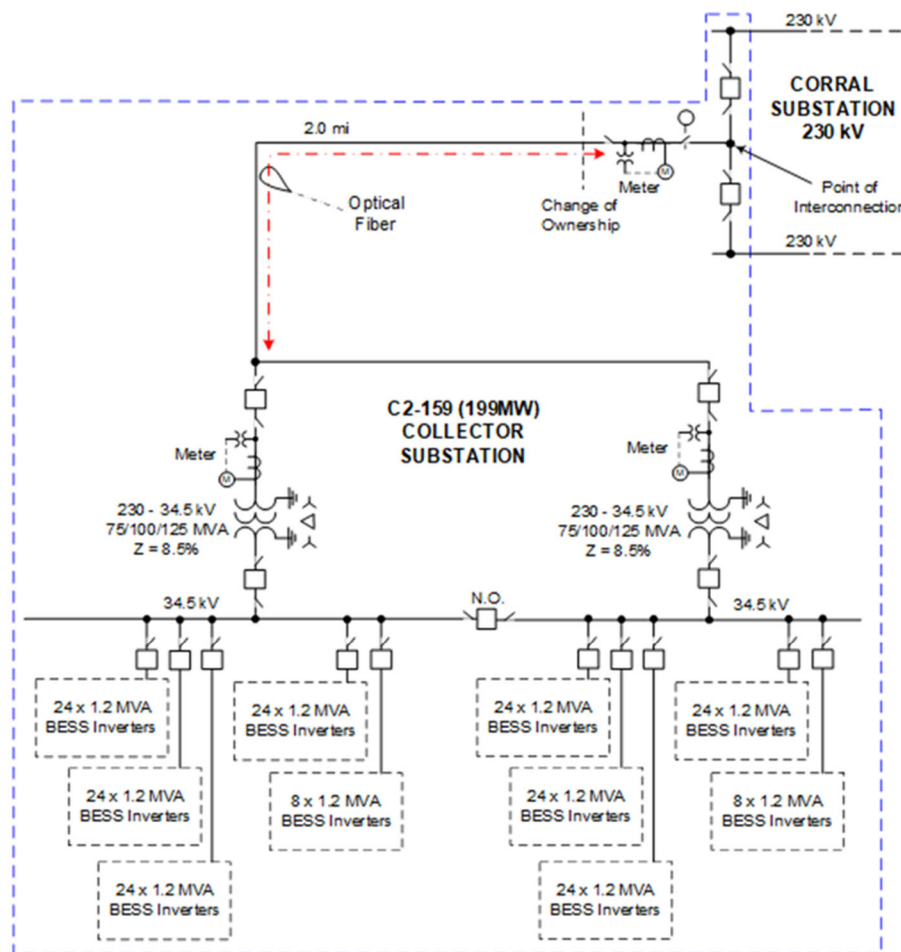 230 kV
230 kV
CORRAL
SUBSTATION
230 kV
2.0 mi
M
Meter
Point of
Interconnection
Optical
Fiber
Change of
Ownership
230 kV
230 kV
C2-159 (199MW)
COLLECTOR
SUBSTATION
Meter
M
Meter
M
230 - 34.5 kV
75/100/125 MVA
Z = 8.5%
230 - 34.5 kV
75/100/125 MVA
Z = 8.5%
34.5 kV
N.O.
34.5 kV
24 x 1.2 MVA
BESS Inverters
24 x 1.2 MVA
BESS Inverters
24 x 1.2 MVA
BESS Inverters
24 x 1.2 MVA
BESS Inverters
24 x 1.2 MVA
BESS Inverters
8 x 1.2 MVA
BESS Inverters
24 x 1.2 MVA
BESS Inverters
8 x 1.2 MVA
BESS Inverters
24 x 1.2 MVA
BESS Inverters
24 x 1.2 MVA
BESS Inverters